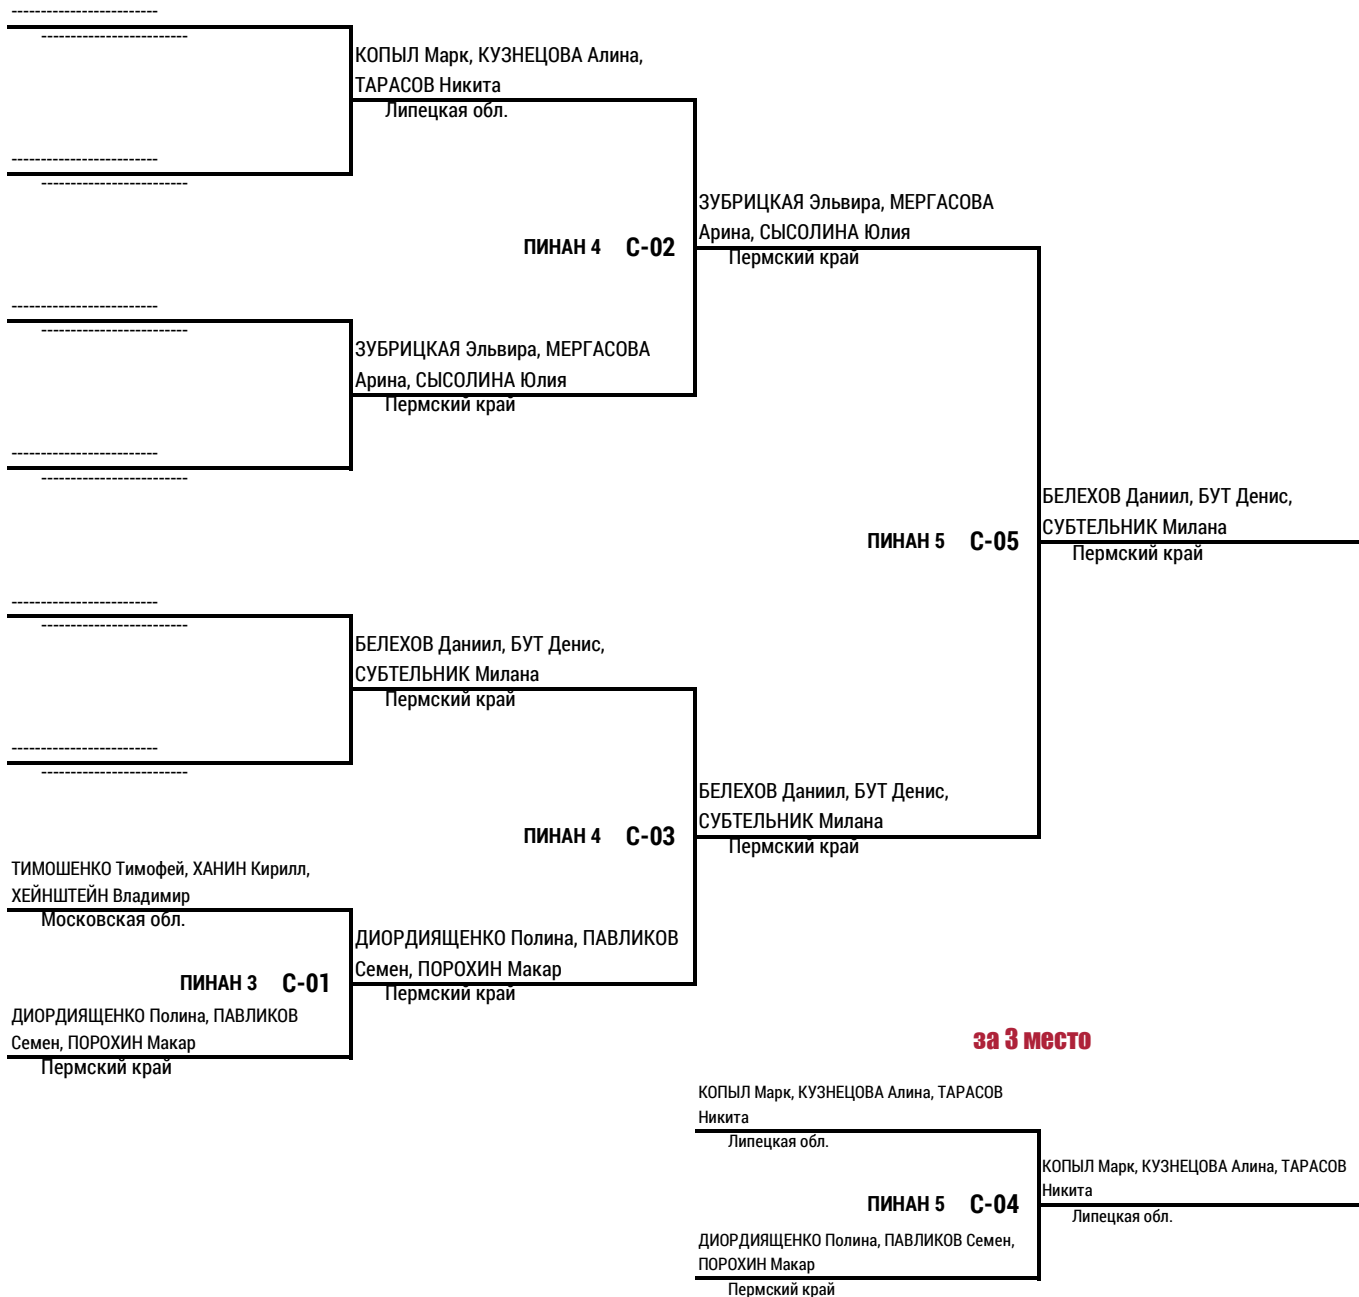 -------------------------
-------------------------
КОПЫЛ Марк, КУЗНЕЦОВА Алина,
ТАРАСОВ Никита
Липецкая обл.
-------------------------
-------------------------
ЗУБРИЦКАЯ Эльвира, МЕРГАСОВА
Арина, СЫСОЛИНА Юлия
Пермский край
ПИНАН 4 C-02
-------------------------
-------------------------
ЗУБРИЦКАЯ Эльвира, МЕРГАСОВА
Арина, СЫСОЛИНА Юлия
Пермский край
-------------------------
-------------------------
БЕЛЕХОВ Даниил, БУТ Денис,
СУБТЕЛЬНИК Милана
Пермский край
ПИНАН 5 C-05
-------------------------
-------------------------
БЕЛЕХОВ Даниил, БУТ Денис,
СУБТЕЛЬНИК Милана
Пермский край
-------------------------
-------------------------
БЕЛЕХОВ Даниил, БУТ Денис,
СУБТЕЛЬНИК Милана
Пермский край
ПИНАН 4 C-03
ТИМОШЕНКО Тимофей, ХАНИН Кирилл,
ХЕЙНШТЕЙН Владимир
Московская обл.
ДИОРДИЯЩЕНКО Полина, ПАВЛИКОВ
Семен, ПОРОХИН Макар
Пермский край
ПИНАН 3 C-01
ДИОРДИЯЩЕНКО Полина, ПАВЛИКОВ
Семен, ПОРОХИН Макар
Пермский край
за 3 место
КОПЫЛ Марк, КУЗНЕЦОВА Алина, ТАРАСОВ
Никита
Липецкая обл.
КОПЫЛ Марк, КУЗНЕЦОВА Алина, ТАРАСОВ
Никита
Липецкая обл.
ПИНАН 5 C-04
ДИОРДИЯЩЕНКО Полина, ПАВЛИКОВ Семен,
ПОРОХИН Макар
Пермский край